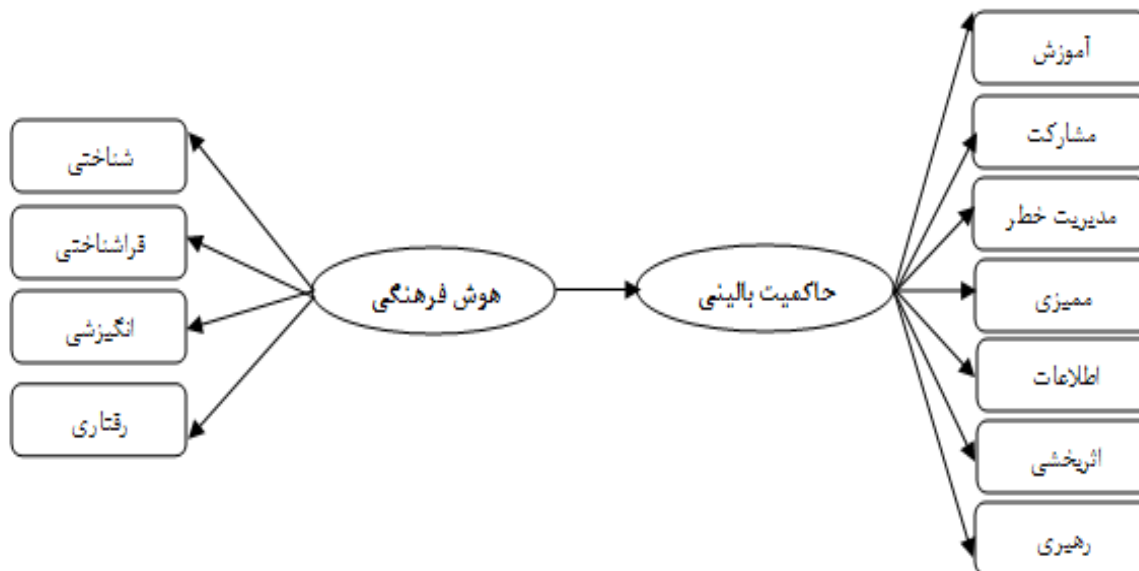 آموزش
مشارکت
مدیریت خطر
ممیزی
اطلاعات
اثربخشی
رهبری
حاکمیت بالینی
هوش فرهنگی
شناختی
فراشناختی
انگیزشی
رفتاری